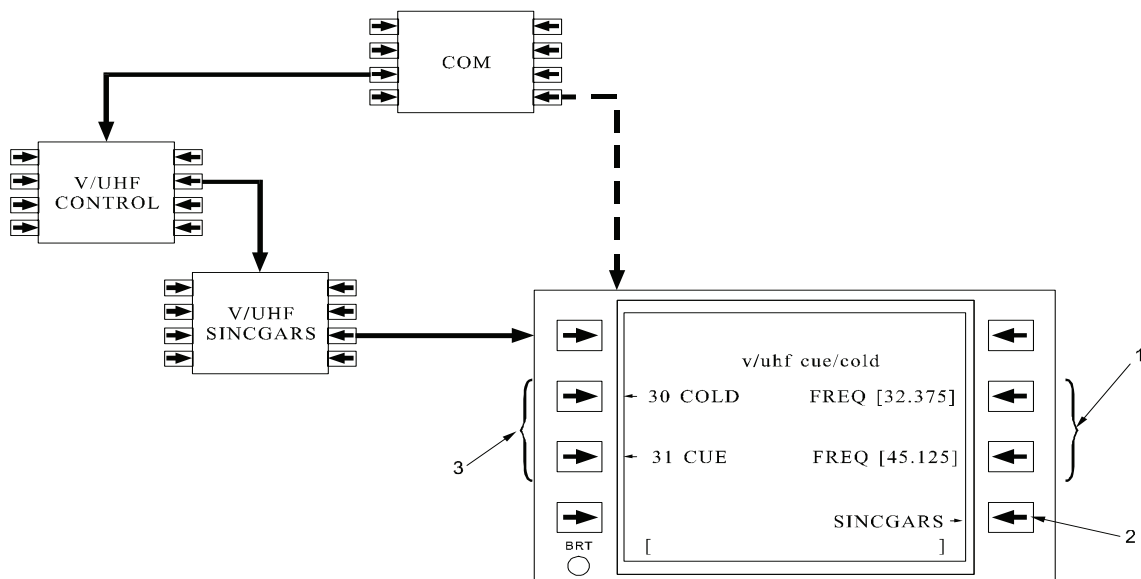 COM
V/UHF
CONTROL
V/UHF
SINCGARS
v/uhf cue/cold
30 COLD FREQ [32.375]
31 CUE FREQ [45.125]
SINCGARS
[ ]
BRT
1
2
3